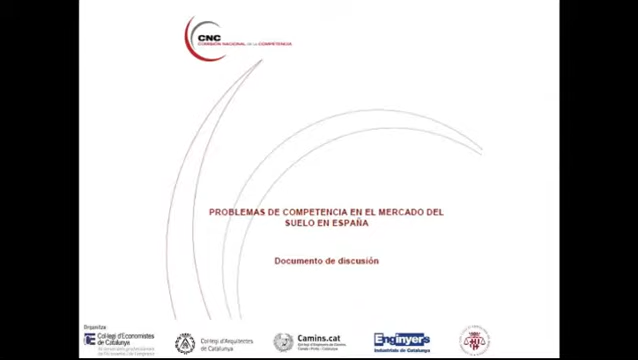 CNC
COMISIÓN NACIONAL DE LA COMPETENCIA
PROBLEMAS DE COMPETENCIA EN EL MERCADO DEL
SUELO EN ESPAÑA
Documento de discusión
Organitza:
Col·legi d'Economistes
de Catalunya
Col·legi d'Arquitectes
de Catalunya
Camins.cat
Enginyers
Industrials de Catalunya